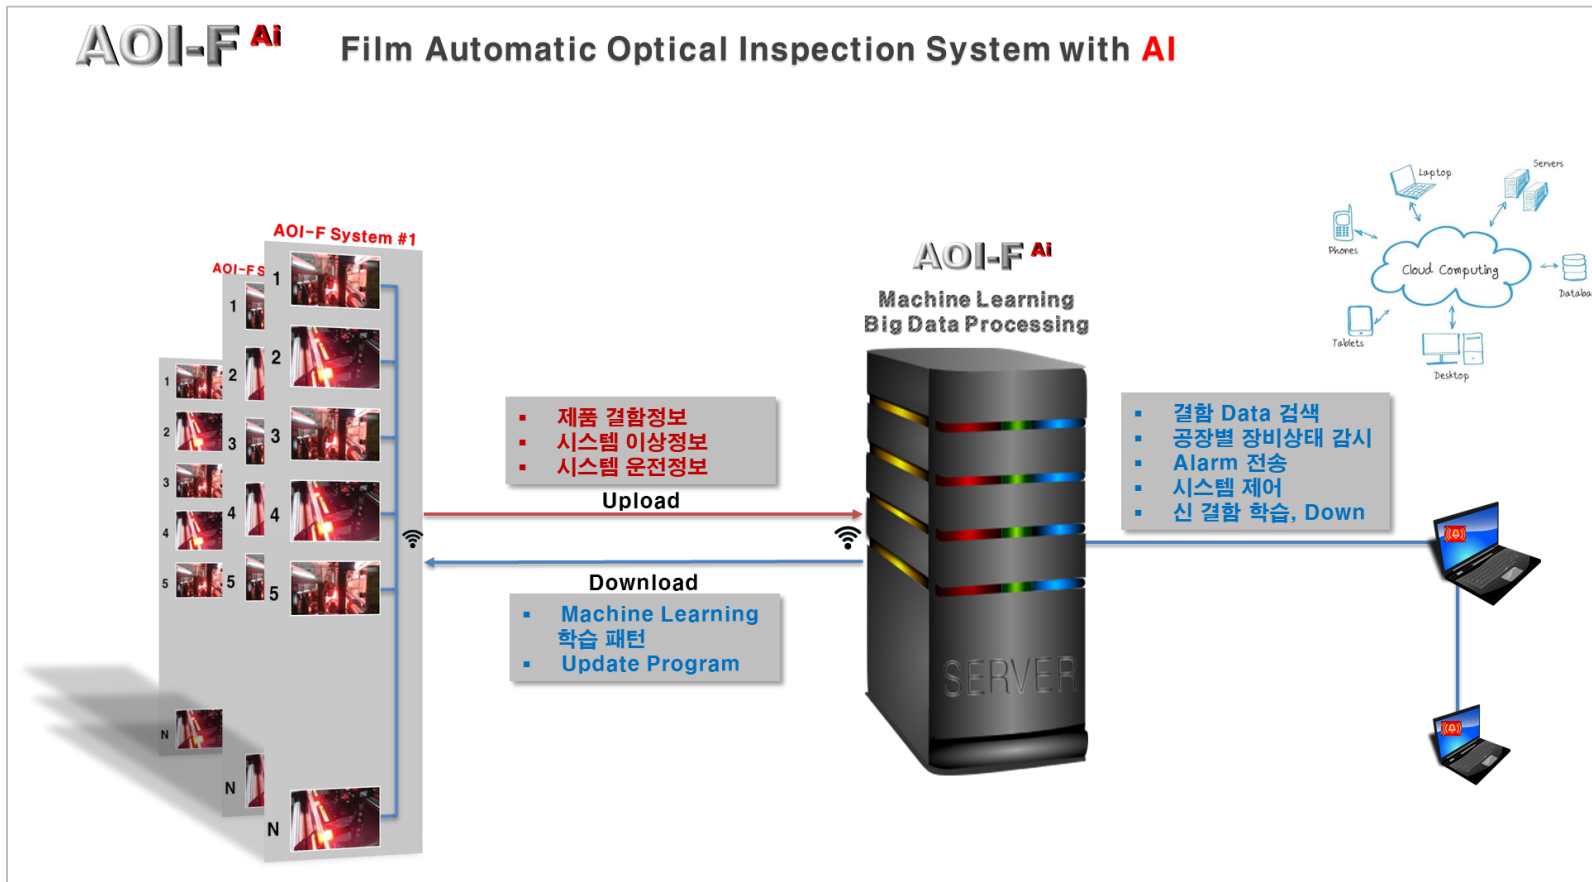 AOI-F Ai
Film Automatic Optical Inspection System with AI
Laptop
Servers
Phones
Cloud Computing
Tablets
Desktop
AOI-F System #1
1
2
3
4
5
N
AOI-F S
1
2
3
4
5
N
1
2
3
4
5
N
▪ 제품 결함정보
▪ 시스템 이상정보
▪ 시스템 운전정보
Upload
Download
▪ Machine Learning
학습 패턴
▪ Update Program
AOI-F Ai
Machine Learning
Big Data Processing
SERVER
▪ 결함 Data 검색
▪ 공장별 장비상태 감시
▪ Alarm 전송
▪ 시스템 제어
▪ 신 결함 학습, Down